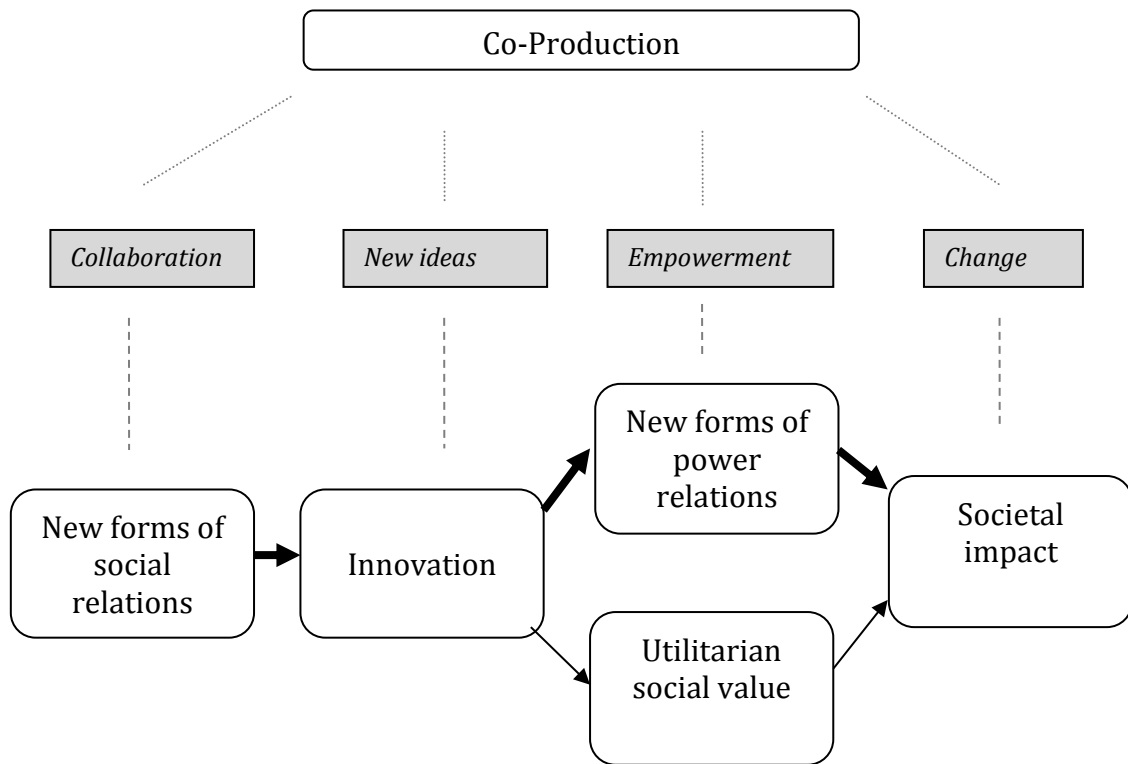 Co-Production
Collaboration
New ideas
Empowerment
Change
New forms of
social
relations
Innovation
New forms of
power
relations
Utilitarian
social value
Societal
impact